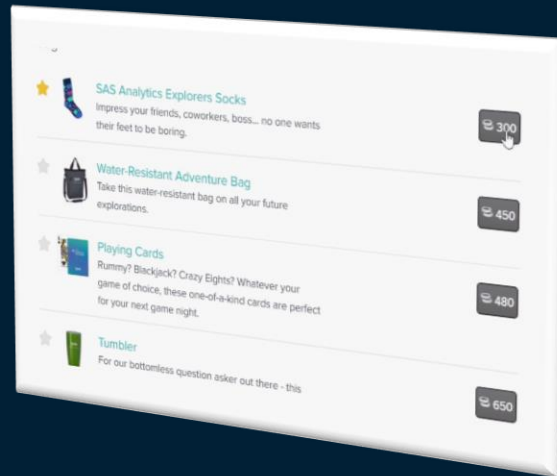 SAS Analytics Explorers Socks
Impress your friends, coworkers, boss... no one wants
their feet to be boring.
300
Water-Resistant Adventure Bag
Take this water-resistant bag on all your future
explorations.
450
Playing Cards
Rummy? Blackjack? Crazy Eights? Whatever your
game of choice, these one-of-a-kind cards are perfect
for your next game night.
480
Tumbler
For our bottomless question asker out there - this
650